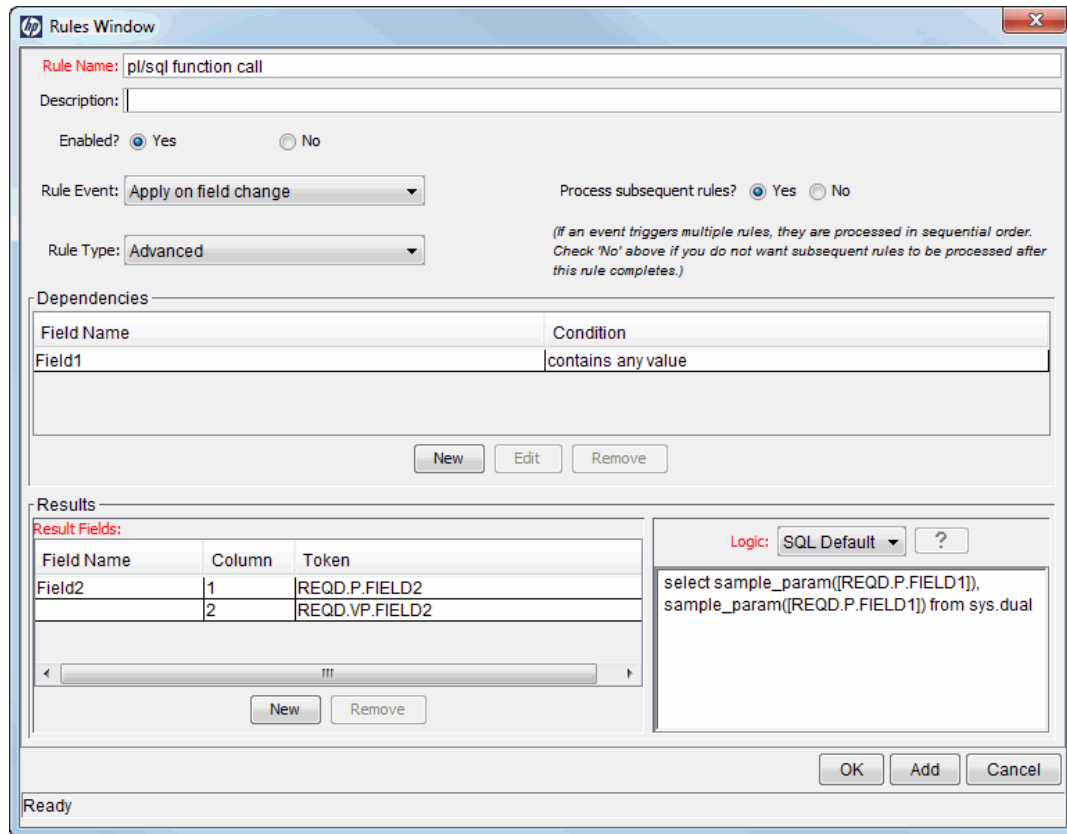 hp Rules Window
X
Rule Name: pl/sql function call
Description:
Enabled? Yes No
Rule Event: Apply on field change Process subsequent rules? Yes No
Rule Type: Advanced
(If an event triggers multiple rules, they are processed in sequential order.
Check 'No' above if you do not want subsequent rules to be processed after
this rule completes.)
Dependencies
Field Name Condition
Field1 contains any value
New Edit Remove
Results
Result Fields:
Field Name Column Token
Field2 1 REQD.P.FIELD2
2 REQD.VP.FIELD2
New Remove
Logic: SQL Default ?
select sample_param([REQD.P.FIELD1]),
sample_param([REQD.P.FIELD1]) from sys.dual
OK Add Cancel
Ready